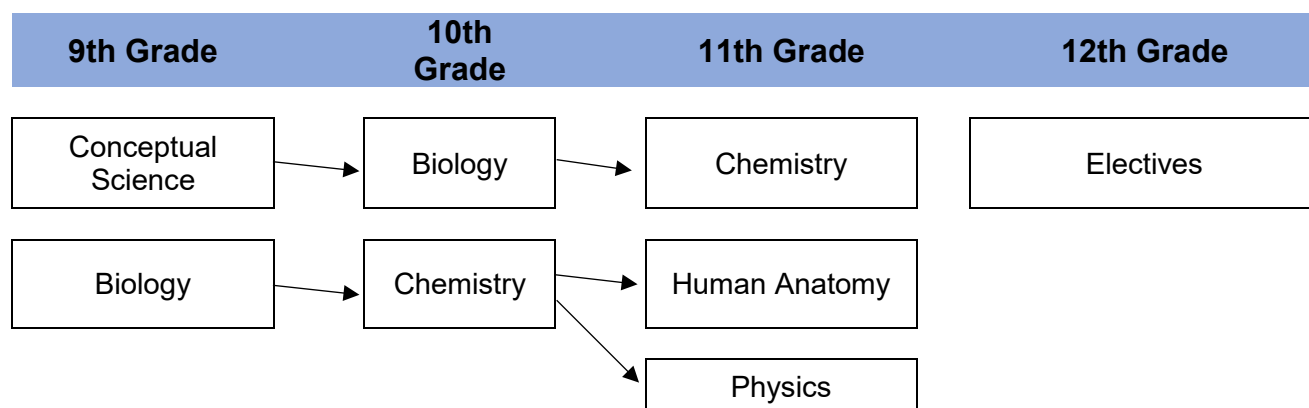 9th Grade
10th
Grade
11th Grade
12th Grade
Conceptual
Science
Biology
Chemistry
Electives
Biology
Chemistry
Human Anatomy
Physics